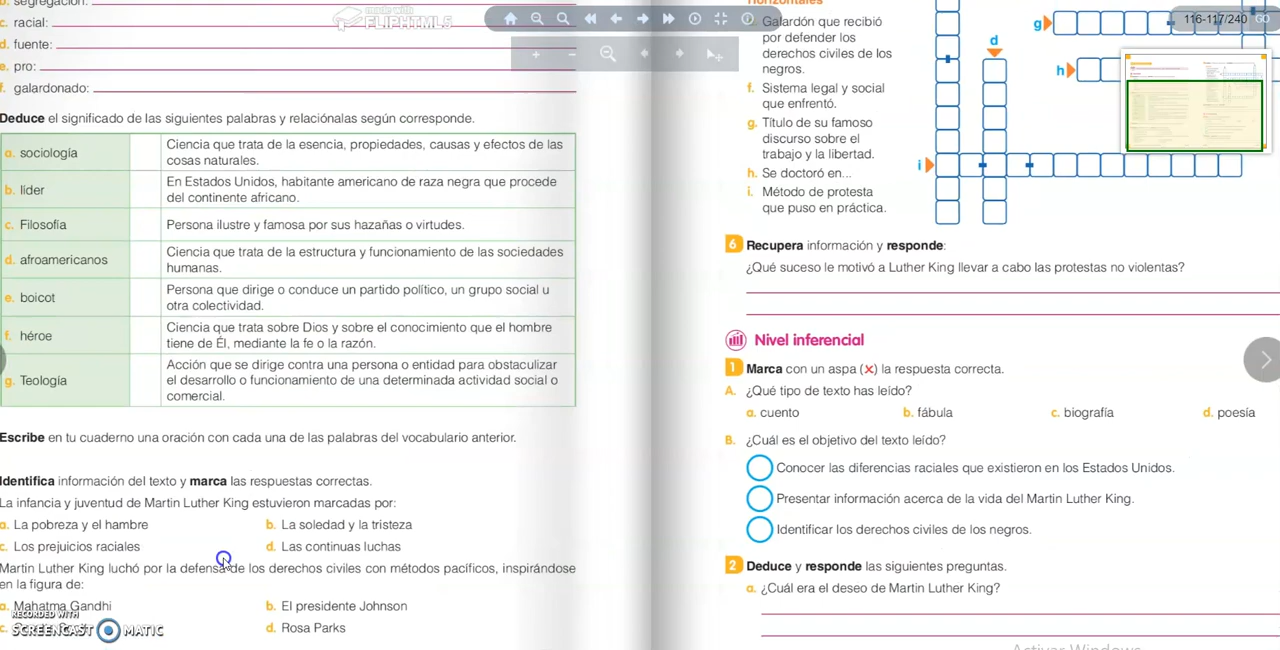 b. segregación:
c. racial:
d. fuente:
e. pro:
f. galardonado:
Deduce el significado de las siguientes palabras y relaciónalas según corresponde.
a. sociología
Ciencia que trata de la esencia, propiedades, causas y efectos de las
cosas naturales.
b. líder
En Estados Unidos, habitante americano de raza negra que procede
del continente africano.
c. Filosofía
Persona ilustre y famosa por sus hazañas o virtudes.
d. afroamericanos
Ciencia que trata de la estructura y funcionamiento de las sociedades
humanas.
e. boicot
Persona que dirige o conduce un partido político, un grupo social u
otra colectividad.
f. héroe
Ciencia que trata sobre Dios y sobre el conocimiento que el hombre
tiene de Él, mediante la fe o la razón.
g. Teología
Acción que se dirige contra una persona o entidad para obstaculizar
el desarrollo o funcionamiento de una determinada actividad social o
comercial.
Escribe en tu cuaderno una oración con cada una de las palabras del vocabulario anterior.
Identifica información del texto y marca las respuestas correctas.
La infancia y juventud de Martin Luther King estuvieron marcadas por:
a. La pobreza y el hambre
b. La soledad y la tristeza
c. Los prejuicios raciales
d. Las continuas luchas
Martin Luther King luchó por la defensa de los derechos civiles con métodos pacíficos, inspirándose
en la figura de:
a. Mahatma Gandhi
b. El presidente Johnson
c.
d. Rosa Parks
RECORDED WITH
SCREENCAST MATIC
made with
FLIPHTML5
116-117/240 GO
Horizontales
Galardón que recibió
por defender los
derechos civiles de los
negros.
f. Sistema legal y social
que enfrentó.
g. Título de su famoso
discurso sobre el
trabajo y la libertad.
h. Se doctoró en...
i. Método de protesta
que puso en práctica.
g
d
h
i
6 Recupera información y responde:
¿Qué suceso le motivó a Luther King llevar a cabo las protestas no violentas?
Nivel inferencial
1 Marca con un aspa (x) la respuesta correcta.
A. ¿Qué tipo de texto has leído?
a. cuento
b. fábula
c. biografía
d. poesía
B. ¿Cuál es el objetivo del texto leído?
Conocer las diferencias raciales que existieron en los Estados Unidos.
Presentar información acerca de la vida del Martin Luther King.
Identificar los derechos civiles de los negros.
2 Deduce y responde las siguientes preguntas.
a. ¿Cuál era el deseo de Martin Luther King?
Activar Windows